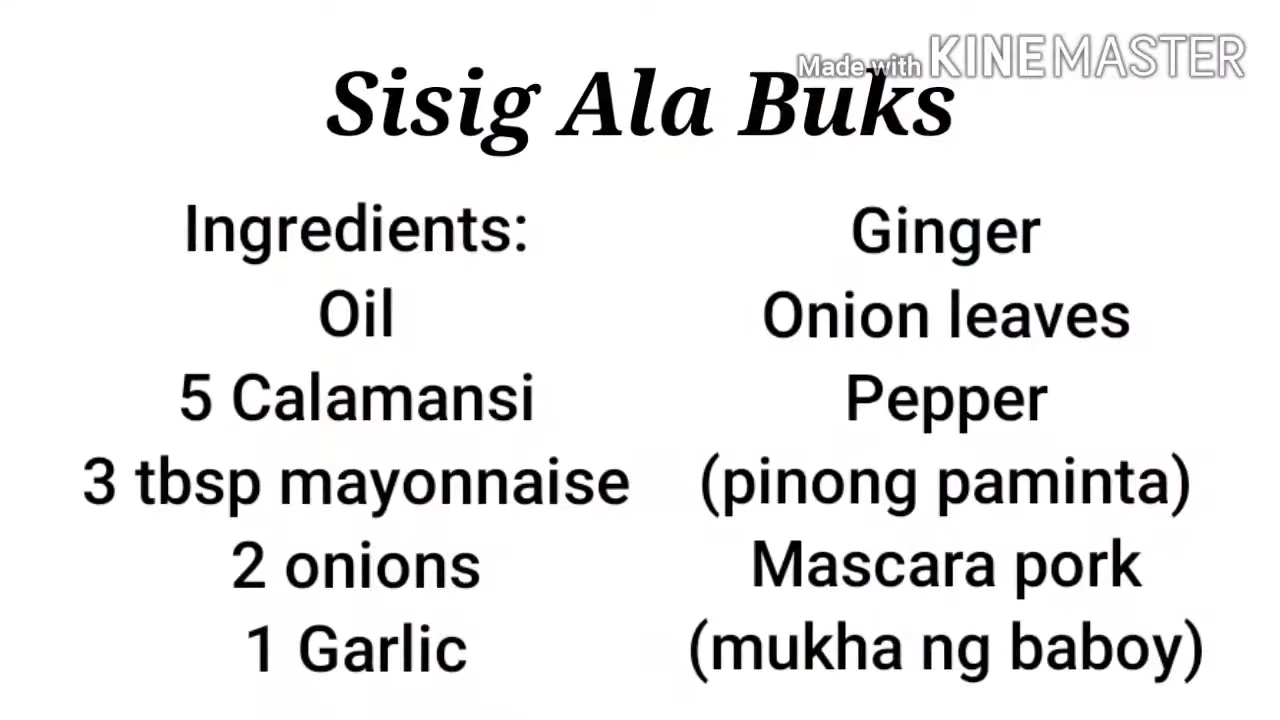 Made with KINEMASTER
Sisig Ala Buks
Ingredients:
Oil
5 Calamansi
3 tbsp mayonnaise
2 onions
1 Garlic
Ginger
Onion leaves
Pepper
(pinong paminta)
Mascara pork
(mukha ng baboy)